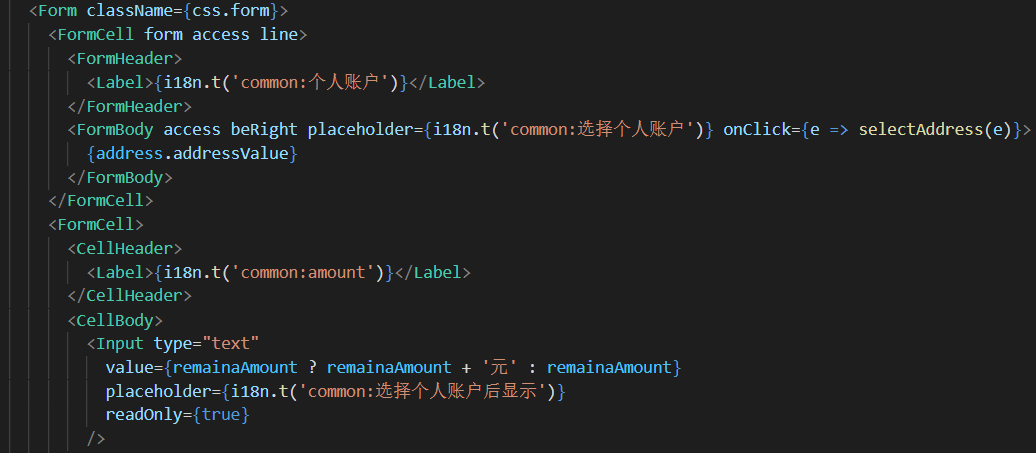 <Form className={css.form}>
<FormCell form access line>
<FormHeader>
<Label>{i18n.t('common:个人账户')}</Label>
</FormHeader>
<FormBody access beRight placeholder={i18n.t('common:选择个人账户')} onClick={e => selectAddress(e)}>
{address.addressValue}
</FormBody>
</FormCell>
<FormCell>
<CellHeader>
<Label>{i18n.t('common:amount')}</Label>
</CellHeader>
<CellBody>
<Input type="text"
value={remainaAmount ? remainaAmount + '元' : remainaAmount}
placeholder={i18n.t('common:选择个人账户后显示')}
readOnly={true}
/>